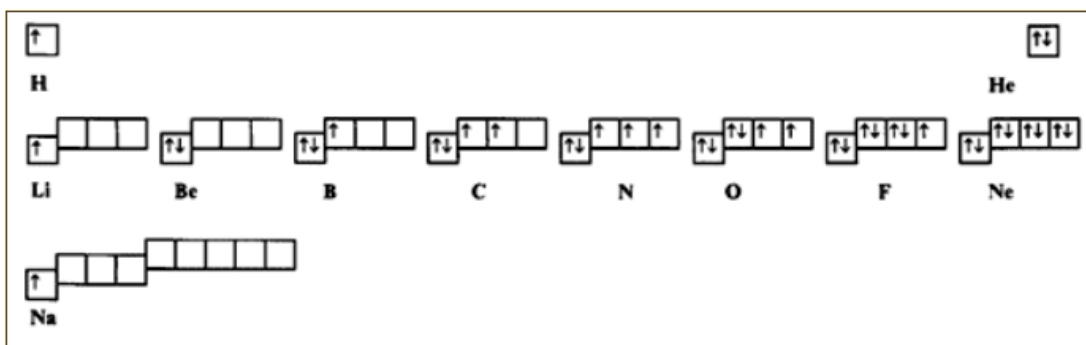 ↑ ↑↓
H He
↑ ↑↓ ↑↓ ↑ ↑↓ ↑ ↑ ↑↓ ↑ ↑ ↑ ↑↓ ↑↓ ↑ ↑ ↑↓ ↑↓ ↑↓ ↑ ↑↓ ↑↓ ↑↓ ↑↓
Li Be B C N O F Ne
↑
Na